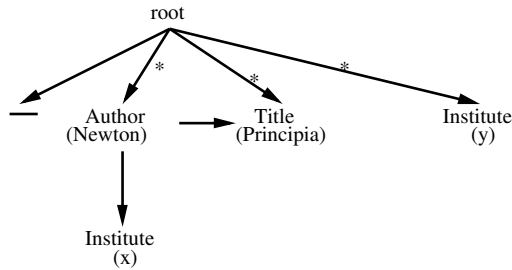 root
* * *
Author Title Institute
(Newton) (Principia) (y)
Institute
(x)